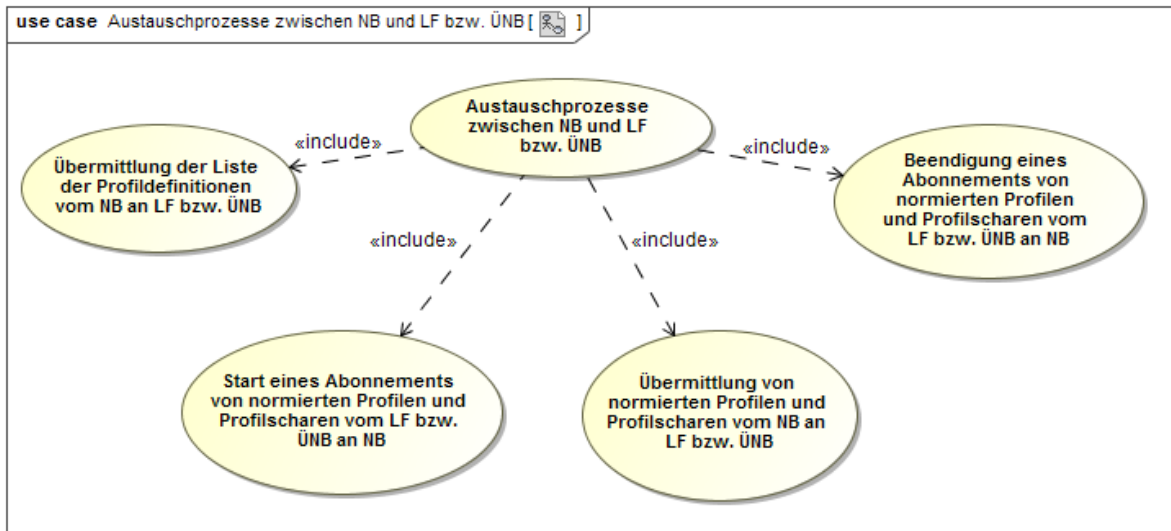 use case Austauschprozesse zwischen NB und LF bzw. ÜNB [ ]
Austauschprozesse
zwischen NB und LF
bzw. ÜNB
«include»
«include»
Übermittlung der Liste
der Profildefinitionen
vom NB an LF bzw. ÜNB
Beendigung eines
Abonnements von
normierten Profilen
und Profilscharen vom
LF bzw. ÜNB an NB
«include»
«include»
Start eines Abonnements
von normierten Profilen und
Profilscharen vom LF bzw.
ÜNB an NB
Übermittlung von
normierten Profilen und
Profilscharen vom NB an
LF bzw. ÜNB